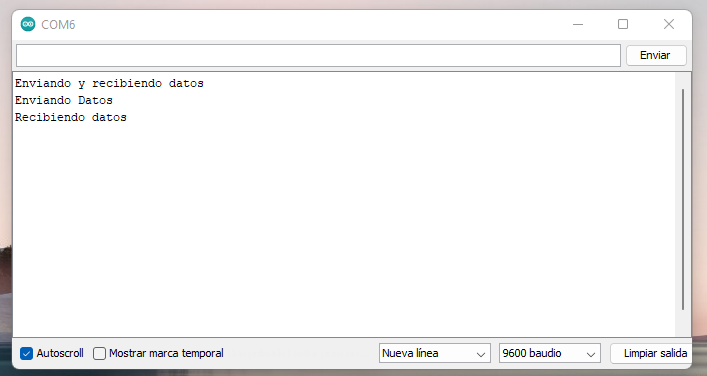 COM6
Enviar
Enviando y recibiendo datos
Enviando Datos
Recibiendo datos
Autoscroll
Mostrar marca temporal
Nueva línea
9600 baudio
Limpiar salida